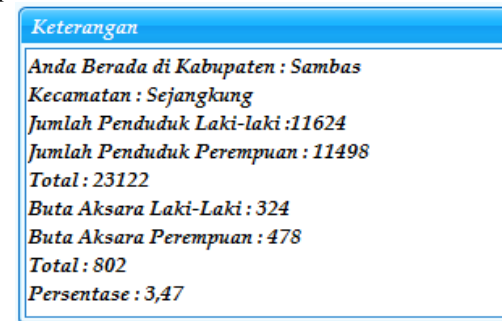 Keterangan
Anda Berada di Kabupaten : Sambas
Kecamatan : Sejangkung
Jumlah Penduduk Laki-laki :11624
Jumlah Penduduk Perempuan : 11498
Total : 23122
Buta Aksara Laki-Laki : 324
Buta Aksara Perempuan : 478
Total : 802
Persentase : 3,47